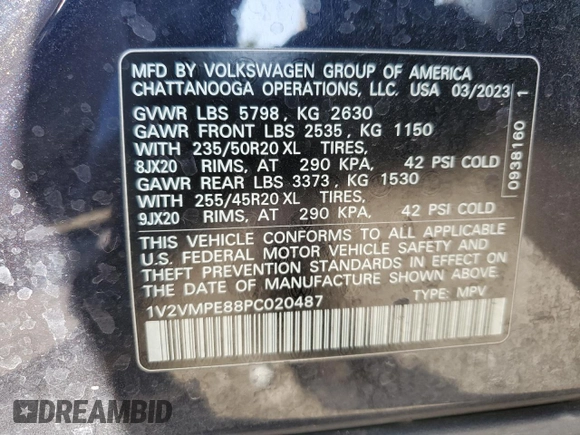 MFD BY VOLKSWAGEN GROUP OF AMERICA
CHATTANOOGA OPERATIONS, LLC. USA 03/2023
GVWR LBS 5798, KG 2630
GAWR FRONT LBS 2535, KG 1150
WITH 235/50R20 XL TIRES,
8JX20 RIMS, AT 290 KPA, 42 PSI COLD
GAWR REAR LBS 3373, KG 1530
WITH 255/45R20 XL TIRES,
9JX20 RIMS, AT 290 KPA, 42 PSI COLD
THIS VEHICLE CONFORMS TO ALL APPLICABLE
U.S. FEDERAL MOTOR VEHICLE SAFETY AND
THEFT PREVENTION STANDARDS IN EFFECT ON
THE DATE OF MANUFACTURE SHOWN ABOVE.
1V2VMPE88PC020487 TYPE: MPV
0938160 1
DREAMBID